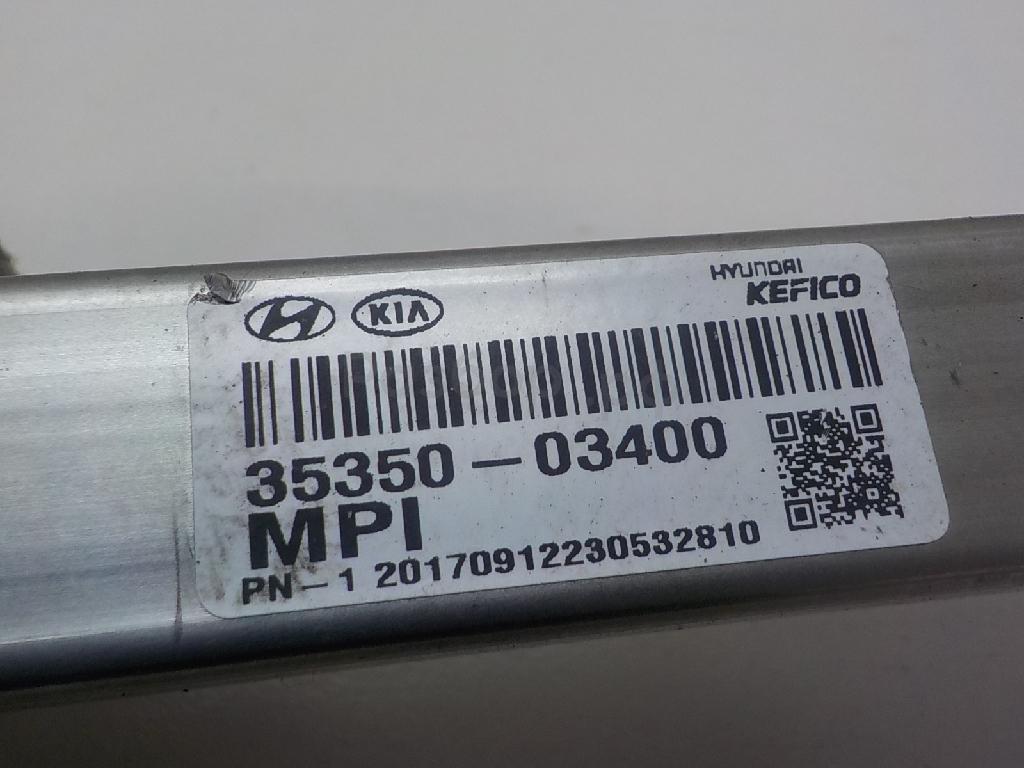 KIA
HYUNDAI
KEFICO
35350-03400
MPI
PN-1 20170912230532810